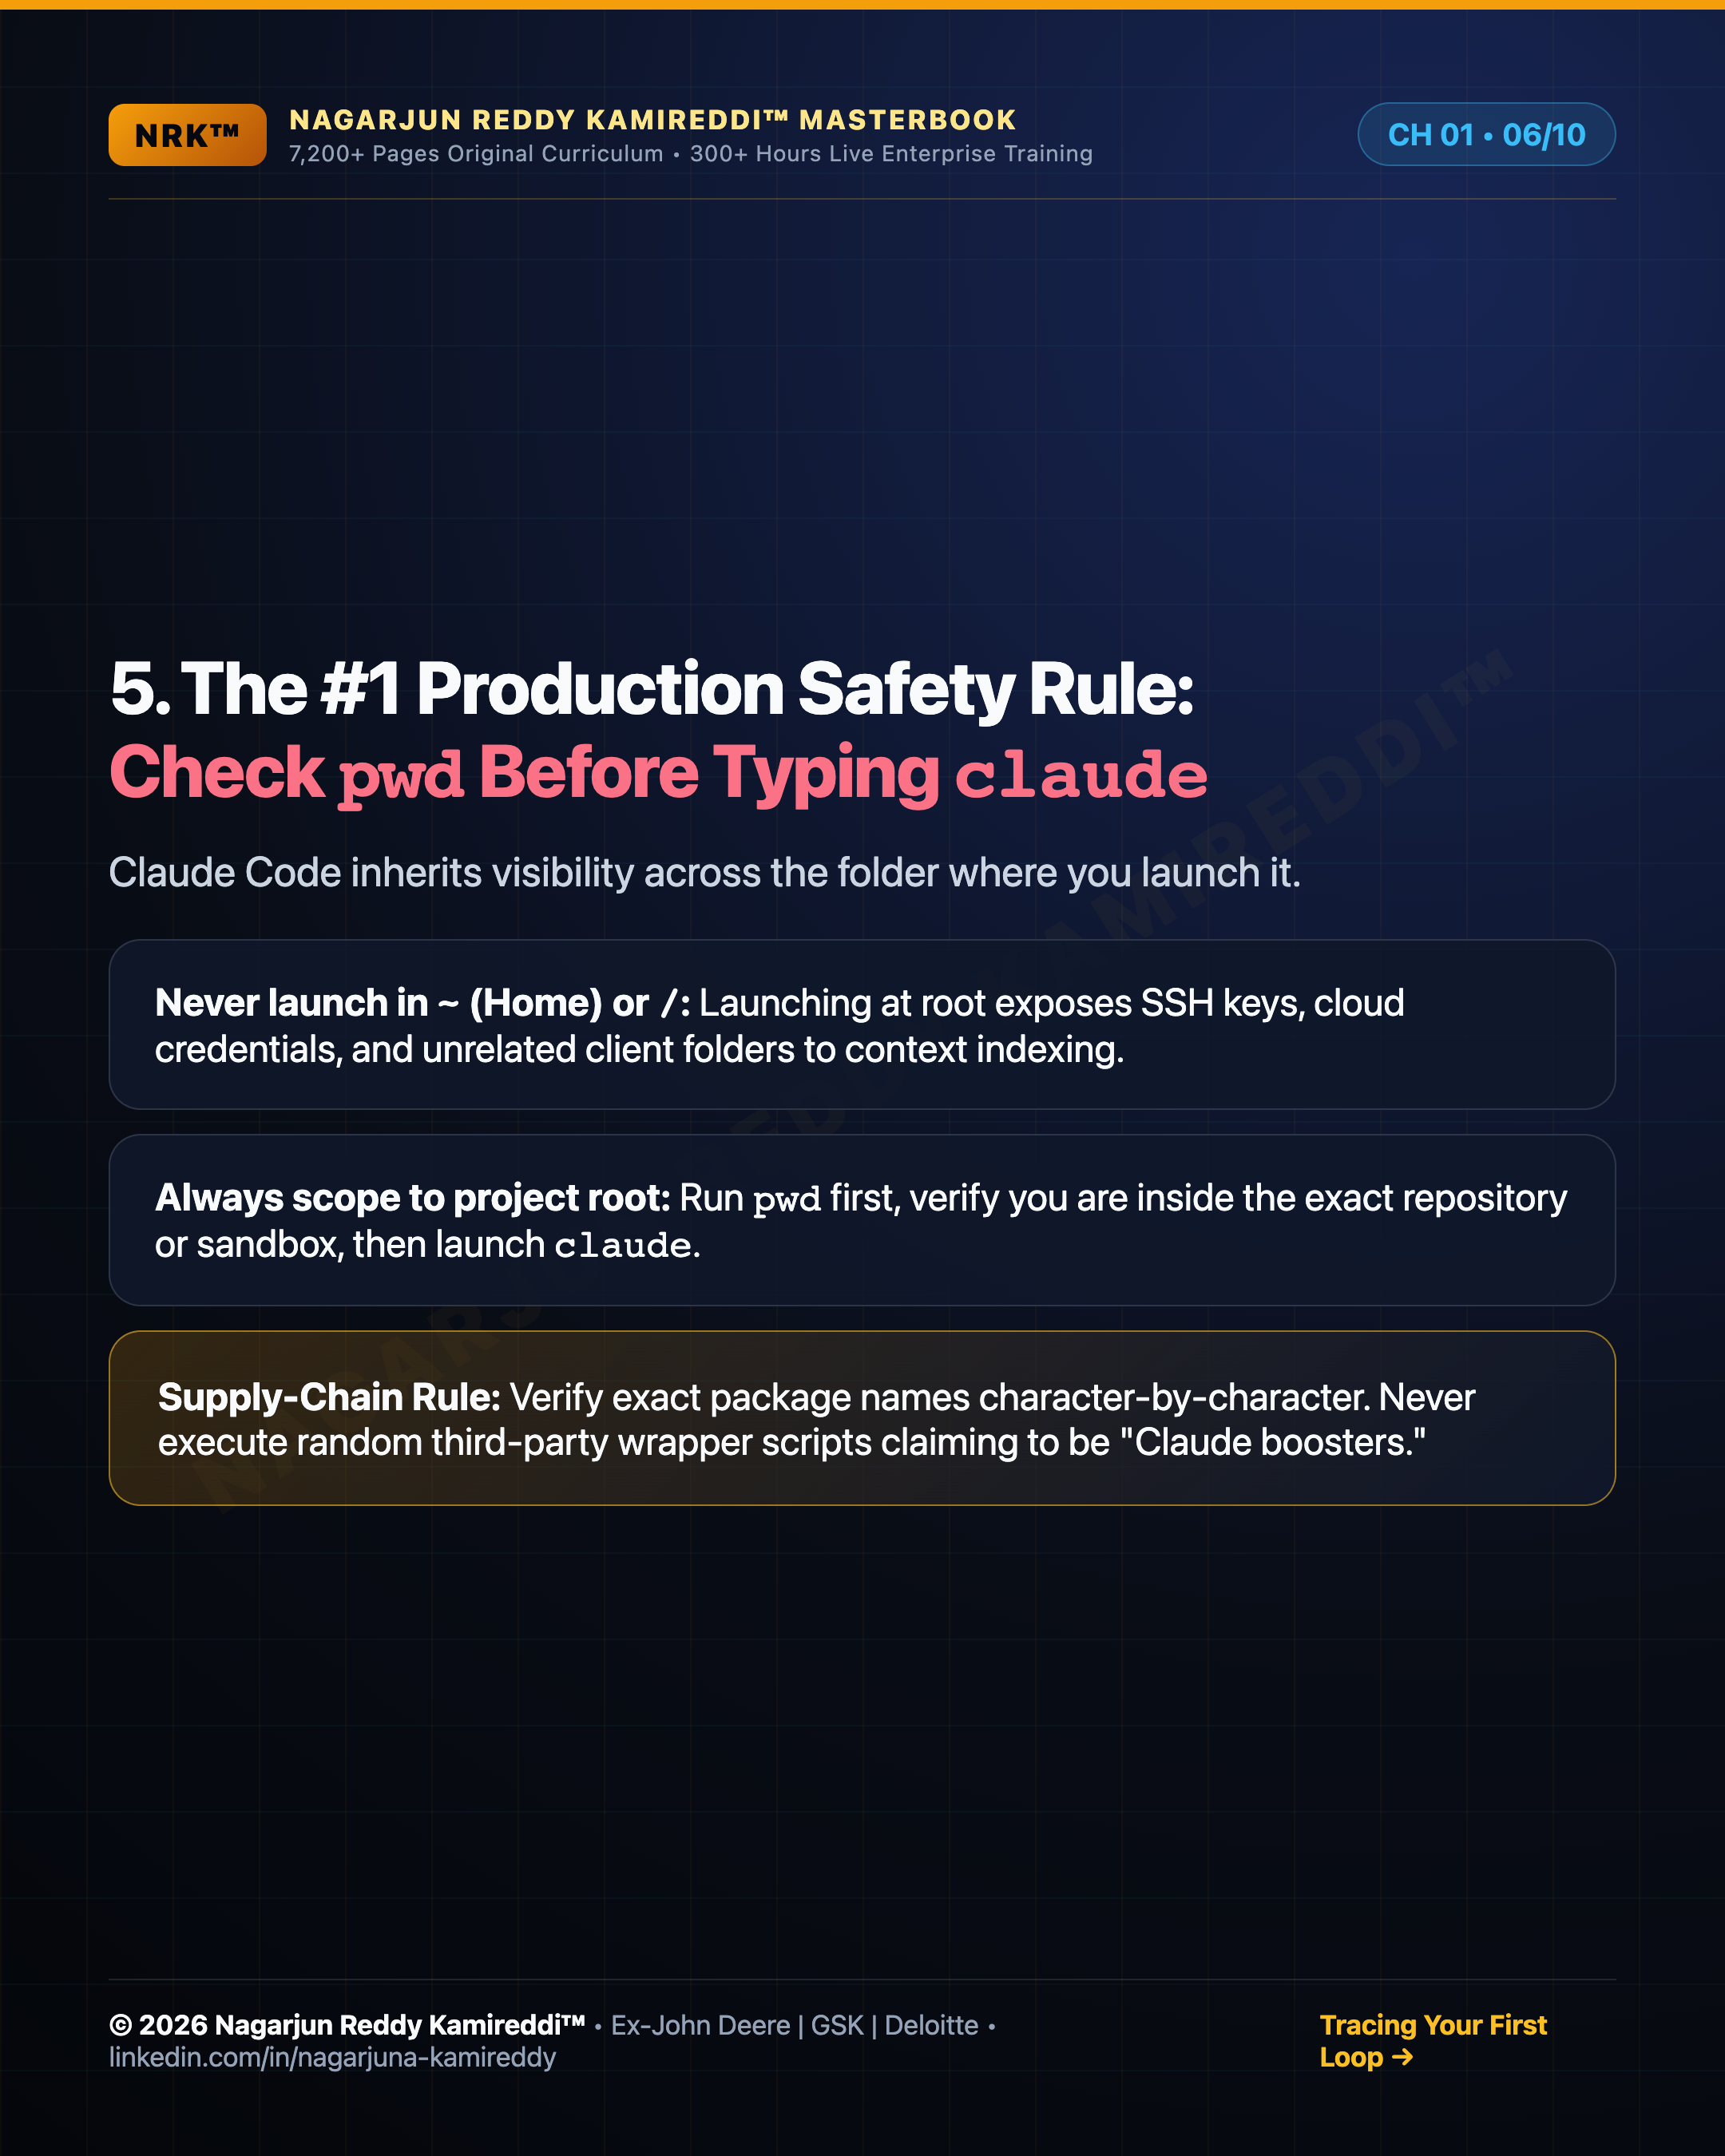 NRK™
NAGARJUN REDDY KAMIREDDI™ MASTERBOOK
7,200+ Pages Original Curriculum • 300+ Hours Live Enterprise Training
CH 01 • 06/10
5. The #1 Production Safety Rule:
Check pwd Before Typing claude
Claude Code inherits visibility across the folder where you launch it.
Never launch in ~ (Home) or /: Launching at root exposes SSH keys, cloud
credentials, and unrelated client folders to context indexing.
Always scope to project root: Run pwd first, verify you are inside the exact repository
or sandbox, then launch claude.
Supply-Chain Rule: Verify exact package names character-by-character. Never
execute random third-party wrapper scripts claiming to be "Claude boosters."
© 2026 Nagarjun Reddy Kamireddi™ • Ex-John Deere | GSK | Deloitte •
linkedin.com/in/nagarjuna-kamireddy
Tracing Your First
Loop →